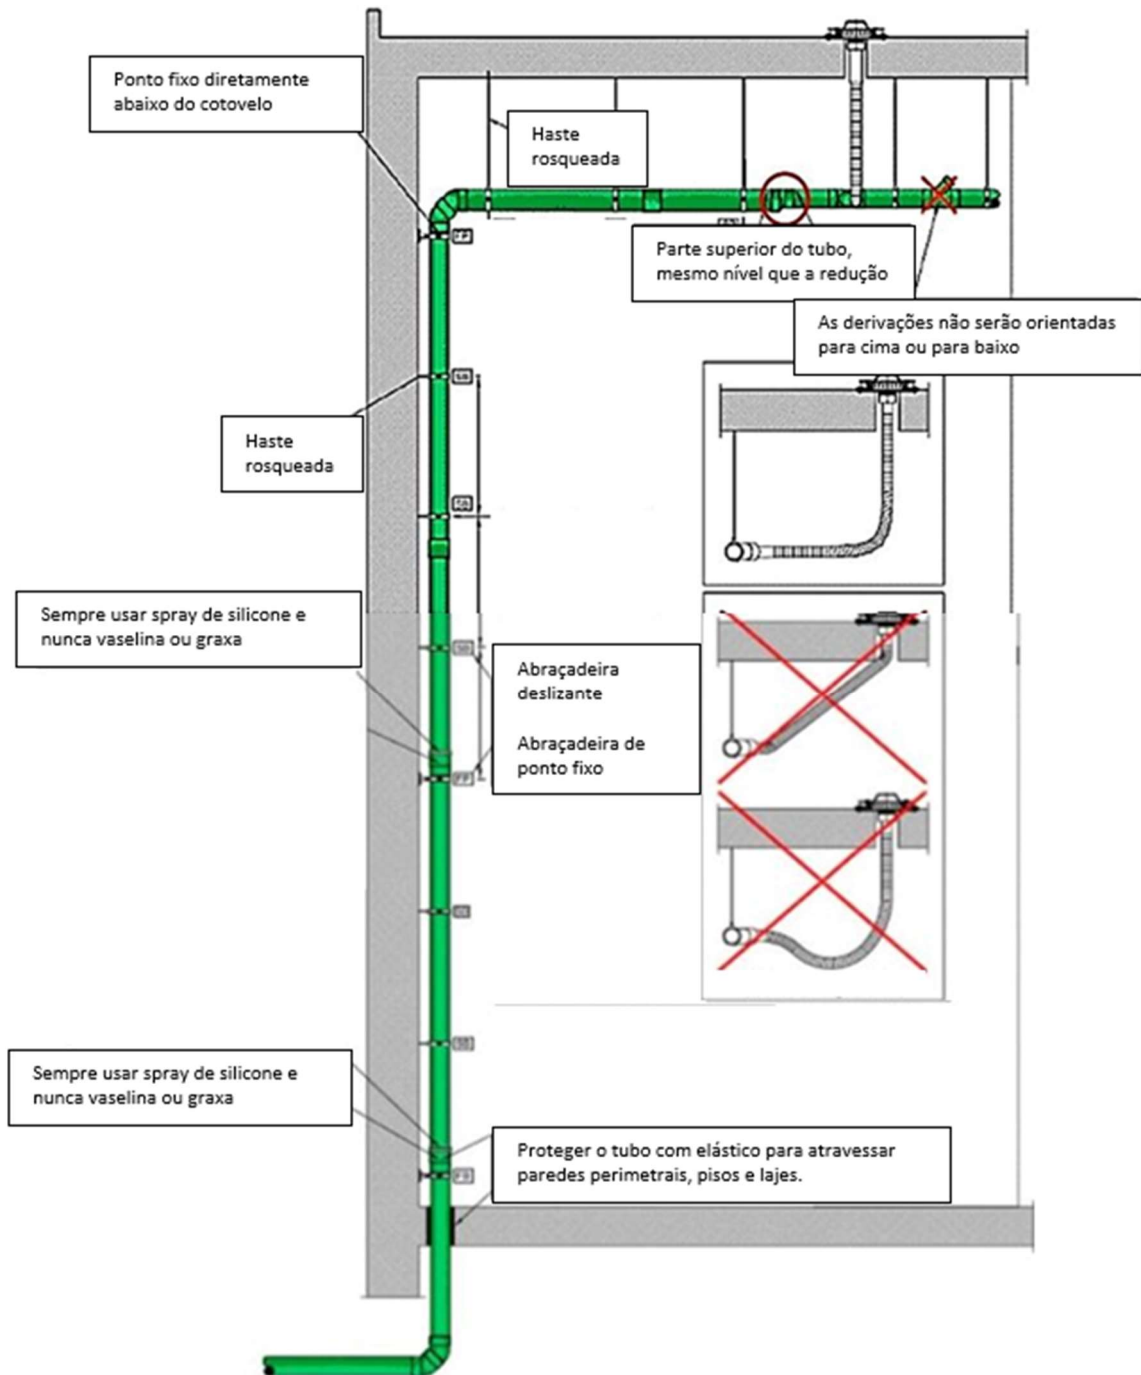 Ponto fixo diretamente
abaixo do cotovelo
Haste
rosqueada
Parte superior do tubo,
mesmo nível que a redução
As derivações não serão orientadas
para cima ou para baixo
Haste
rosqueada
Sempre usar spray de silicone e
nunca vaselina ou graxa
Abraçadeira
deslizante
Abraçadeira de
ponto fixo
Sempre usar spray de silicone e
nunca vaselina ou graxa
Proteger o tubo com elástico para atravessar
paredes perimetrais, pisos e lajes.